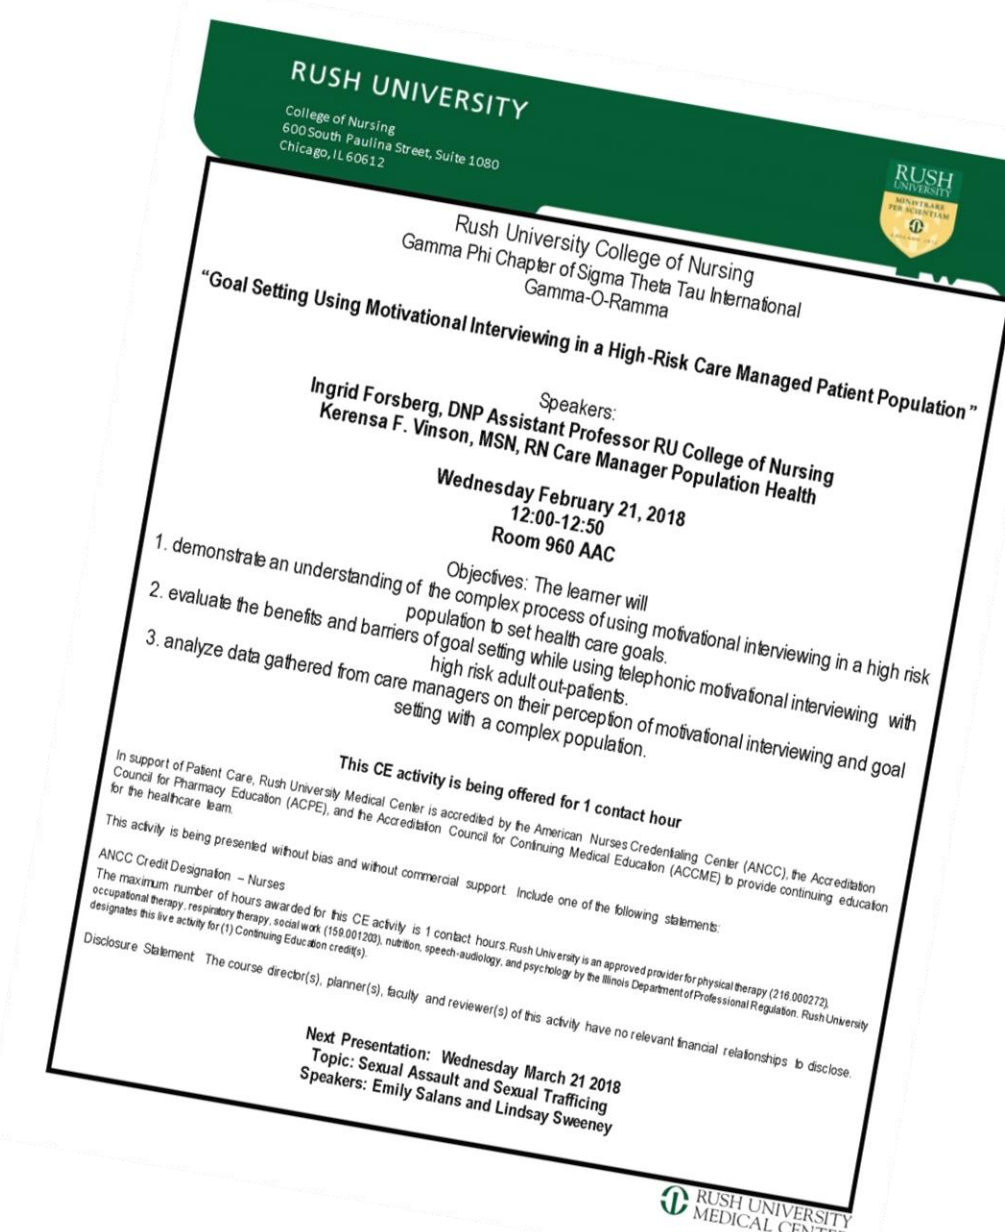 RUSH UNIVERSITY
College of Nursing
600 South Paulina Street, Suite 1080
Chicago, IL 60612
RUSH
UNIVERSITY
MINISTRARE
PER SCIENTIAM
Rush University College of Nursing
Gamma Phi Chapter of Sigma Theta Tau International
Gamma-O-Ramma
“Goal Setting Using Motivational Interviewing in a High-Risk Care Managed Patient Population”
Speakers:
Ingrid Forsberg, DNP Assistant Professor RU College of Nursing
Kerensa F. Vinson, MSN, RN Care Manager Population Health
Wednesday February 21, 2018
12:00-12:50
Room 960 AAC
Objectives: The learner will
1. demonstrate an understanding of the complex process of using motivational interviewing in a high risk
population to set health care goals.
2. evaluate the benefits and barriers of goal setting while using telephonic motivational interviewing with
high risk adult out-patients.
3. analyze data gathered from care managers on their perception of motivational interviewing and goal
setting with a complex population.
This CE activity is being offered for 1 contact hour
In support of Patient Care, Rush University Medical Center is accredited by the American Nurses Credentialing Center (ANCC), the Accreditation
Council for Pharmacy Education (ACPE), and the Accreditation Council for Continuing Medical Education (ACCME) to provide continuing education
for the healthcare team.
This activity is being presented without bias and without commercial support. Include one of the following statements:
ANCC Credit Designation – Nurses
The maximum number of hours awarded for this CE activity is 1 contact hours. Rush University is an approved provider for physical therapy (216.000272),
occupational therapy, respiratory therapy, social work (159.001203), nutrition, speech-audiology, and psychology by the Illinois Department of Professional Regulation. Rush University
designates this live activity for (1) Continuing Education credit(s).
Disclosure Statement The course director(s), planner(s), faculty and reviewer(s) of this activity have no relevant financial relationships to disclose.
Next Presentation: Wednesday March 21 2018
Topic: Sexual Assault and Sexual Trafficing
Speakers: Emily Salans and Lindsay Sweeney
RUSH UNIVERSITY
MEDICAL CENTER